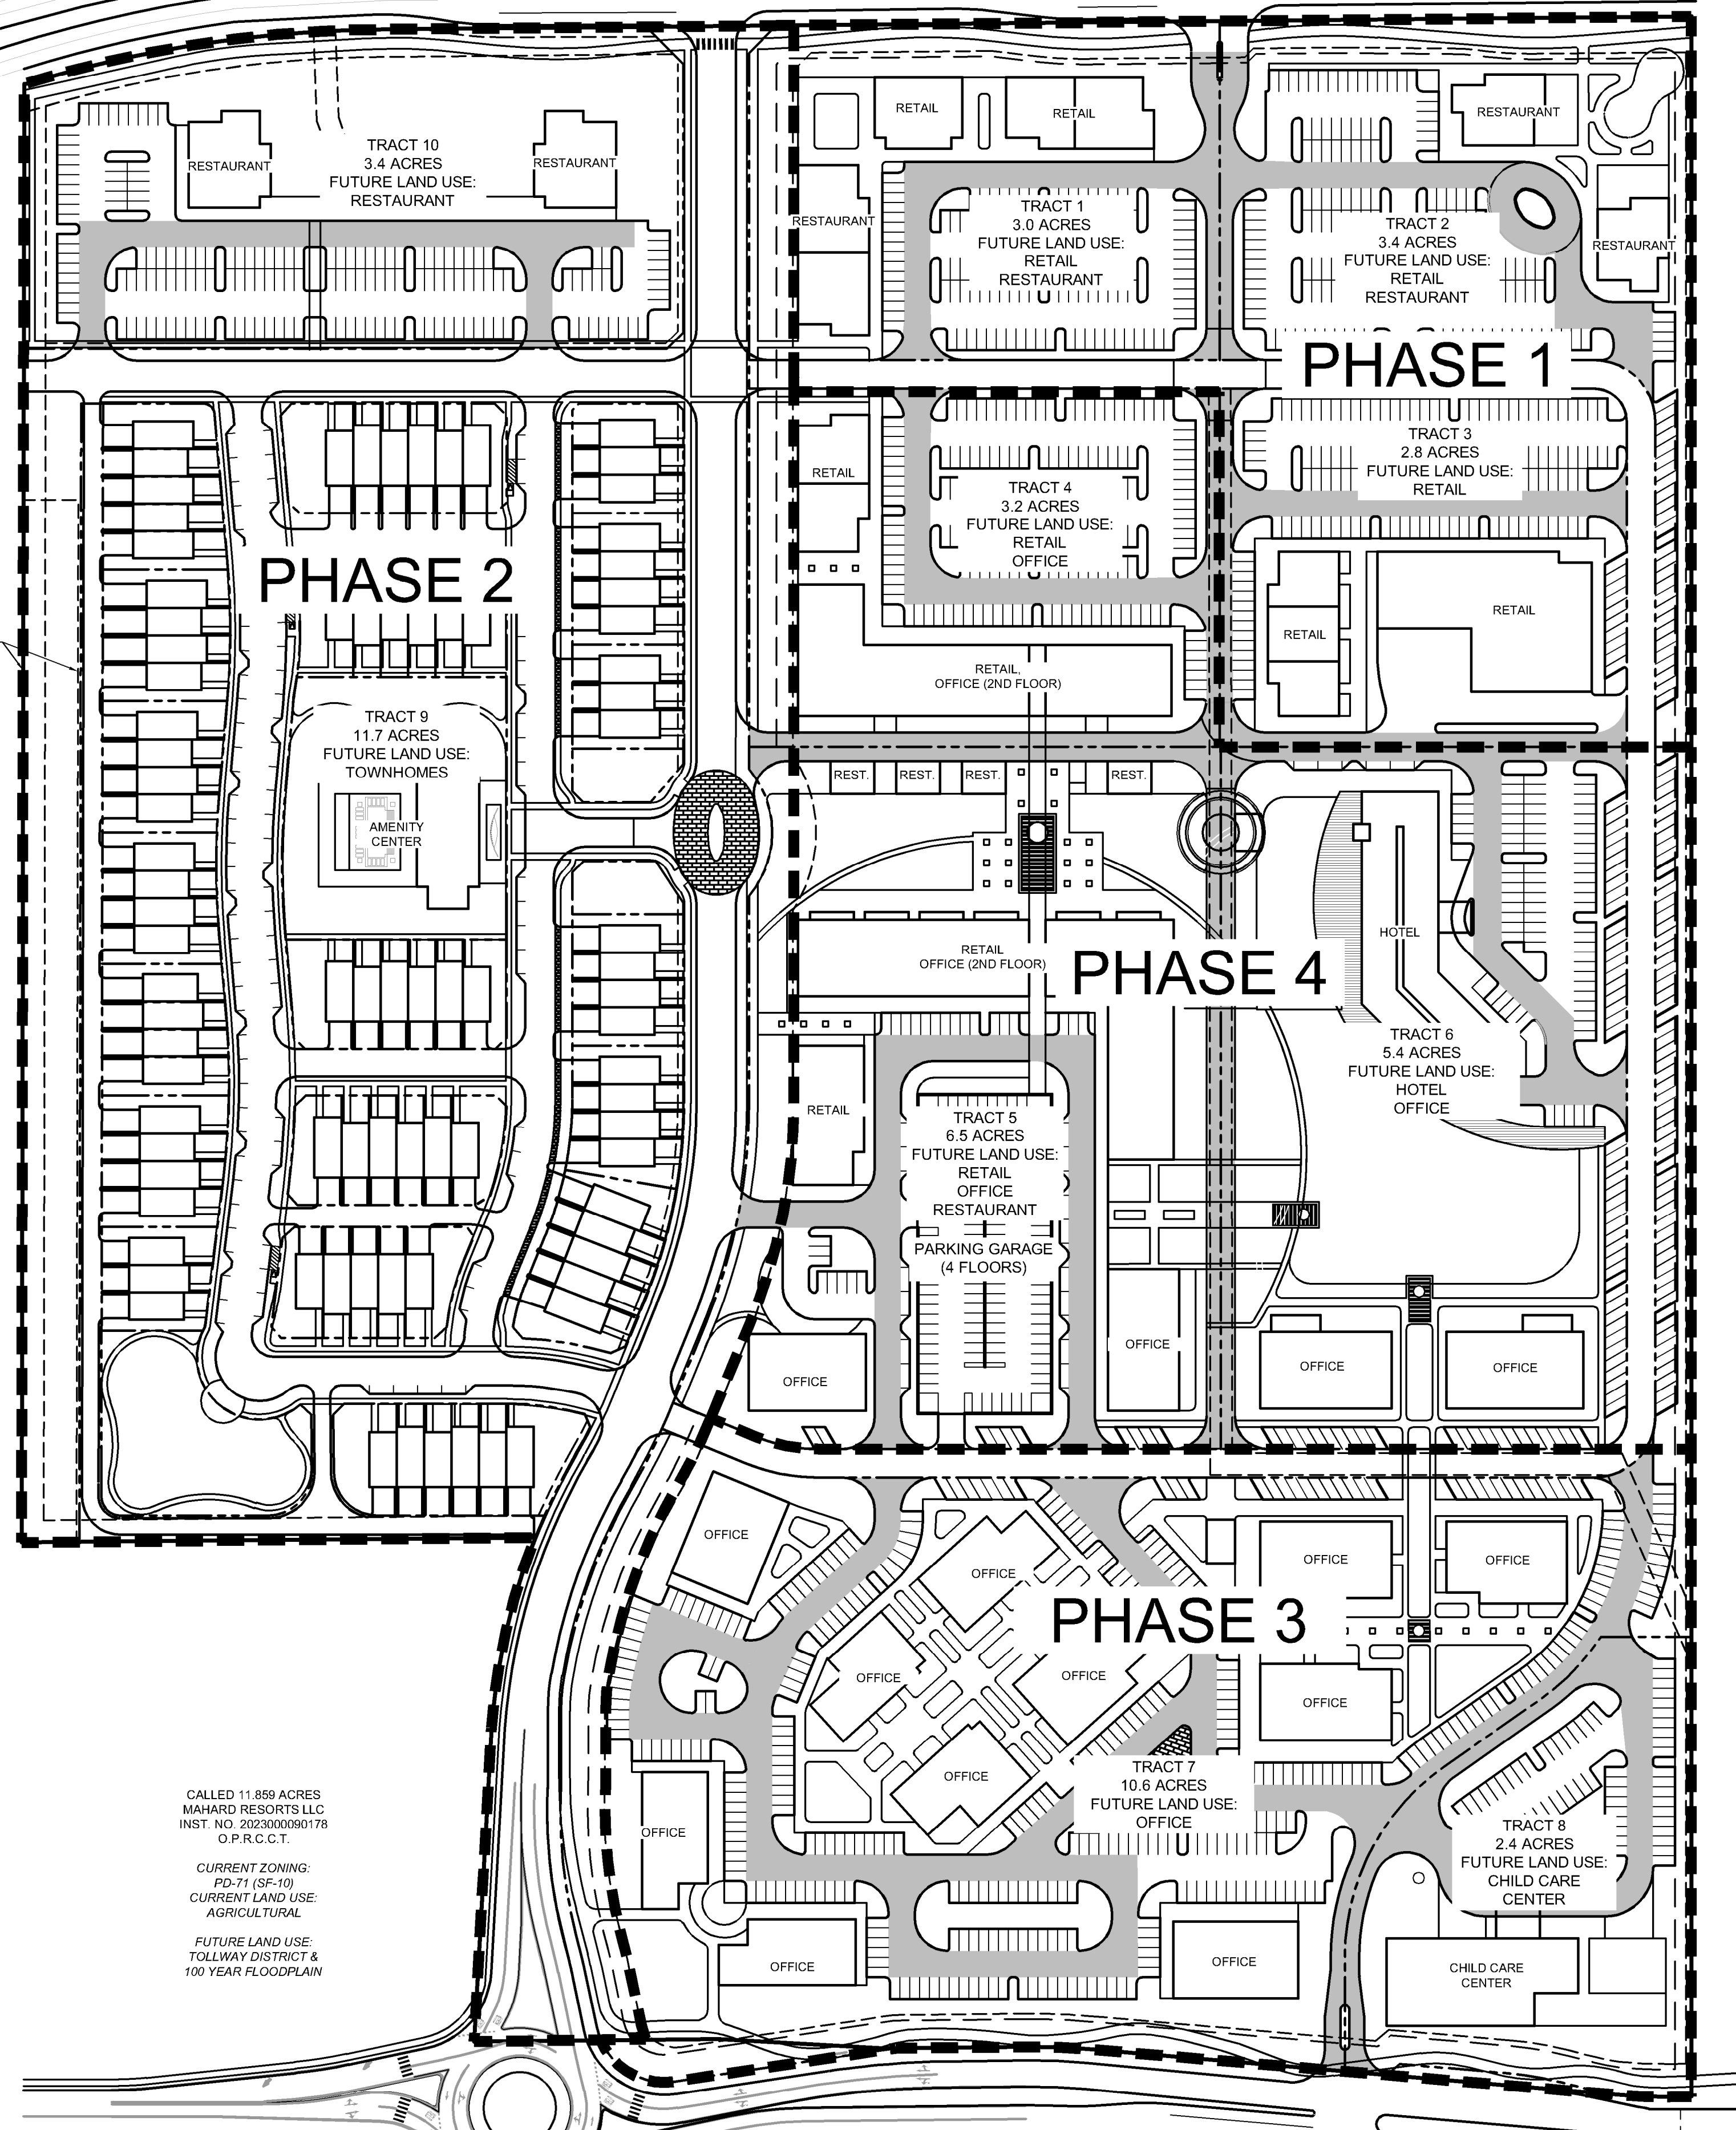 RETAIL
RETAIL
RESTAURANT
RESTAURANT
TRACT 10
3.4 ACRES
FUTURE LAND USE:
RESTAURANT
RESTAURANT
RESTAURANT
TRACT 1
3.0 ACRES
FUTURE LAND USE:
RETAIL
RESTAURANT
TRACT 2
3.4 ACRES
FUTURE LAND USE:
RETAIL
RESTAURANT
RESTAURANT
PHASE 1
TRACT 3
2.8 ACRES
FUTURE LAND USE:
RETAIL
RETAIL
TRACT 4
3.2 ACRES
FUTURE LAND USE:
RETAIL
OFFICE
PHASE 2
RETAIL
RETAIL
RETAIL,
OFFICE (2ND FLOOR)
TRACT 9
11.7 ACRES
FUTURE LAND USE:
TOWNHOMES
AMENITY
CENTER
REST.
REST.
REST.
REST.
HOTEL
RETAIL
OFFICE (2ND FLOOR)
PHASE 4
TRACT 6
5.4 ACRES
FUTURE LAND USE:
HOTEL
OFFICE
RETAIL
TRACT 5
6.5 ACRES
FUTURE LAND USE:
RETAIL
OFFICE
RESTAURANT
PARKING GARAGE
(4 FLOORS)
OFFICE
OFFICE
OFFICE
OFFICE
OFFICE
OFFICE
OFFICE
OFFICE
PHASE 3
OFFICE
OFFICE
OFFICE
OFFICE
TRACT 7
10.6 ACRES
FUTURE LAND USE:
OFFICE
OFFICE
TRACT 8
2.4 ACRES
FUTURE LAND USE:
CHILD CARE
CENTER
OFFICE
OFFICE
CHILD CARE
CENTER
CALLED 11.859 ACRES
MAHARD RESORTS LLC
INST. NO. 2023000090178
O.P.R.C.C.T.
CURRENT ZONING:
PD-71 (SF-10)
CURRENT LAND USE:
AGRICULTURAL
FUTURE LAND USE:
TOLLWAY DISTRICT &
100 YEAR FLOODPLAIN